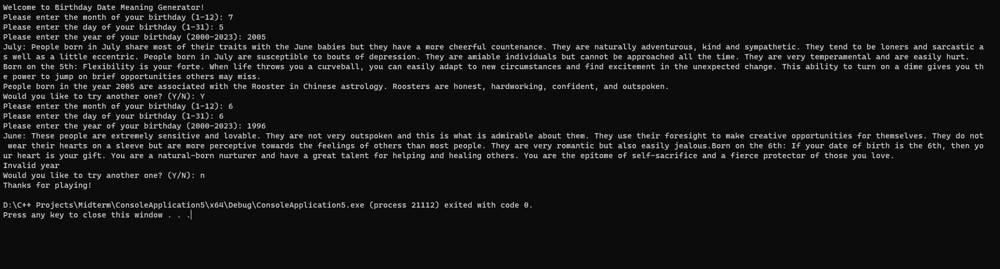 Welcome to Birthday Date Meaning Generator!
Please enter the month of your birthday (1-12): 7
Please enter the day of your birthday (1-31): 5
Please enter the year of your birthday (2000-2023): 2005
July: People born in July share most of their traits with the June babies but they have a more cheerful countenance. They are naturally adventurous, kind and sympathetic. They tend to be loners and sarcastic a
s well as a little eccentric. People born in July are susceptible to bouts of depression. They are amiable individuals but cannot be approached all the time. They are very temperamental and are easily hurt.
Born on the 5th: Flexibility is your forte. When life throws you a curveball, you can easily adapt to new circumstances and find excitement in the unexpected change. This ability to turn on a dime gives you th
e power to jump on brief opportunities others may miss.
People born in the year 2005 are associated with the Rooster in Chinese astrology. Roosters are honest, hardworking, confident, and outspoken.
Would you like to try another one? (Y/N): Y
Please enter the month of your birthday (1-12): 6
Please enter the day of your birthday (1-31): 6
Please enter the year of your birthday (2000-2023): 1996
June: These people are extremely sensitive and lovable. They are not very outspoken and this is what is admirable about them. They use their foresight to make creative opportunities for themselves. They do not
 wear their hearts on a sleeve but are more perceptive towards the feelings of others than most people. They are very romantic but also easily jealous.Born on the 6th: If your date of birth is the 6th, then yo
ur heart is your gift. You are a natural-born nurturer and have a great talent for helping and healing others. You are the epitome of self-sacrifice and a fierce protector of those you love.
Invalid year
Would you like to try another one? (Y/N): n
Thanks for playing!
D:\C++ Projects\Midterm\ConsoleApplication5\x64\Debug\ConsoleApplication5.exe (process 21112) exited with code 0.
Press any key to close this window . . .